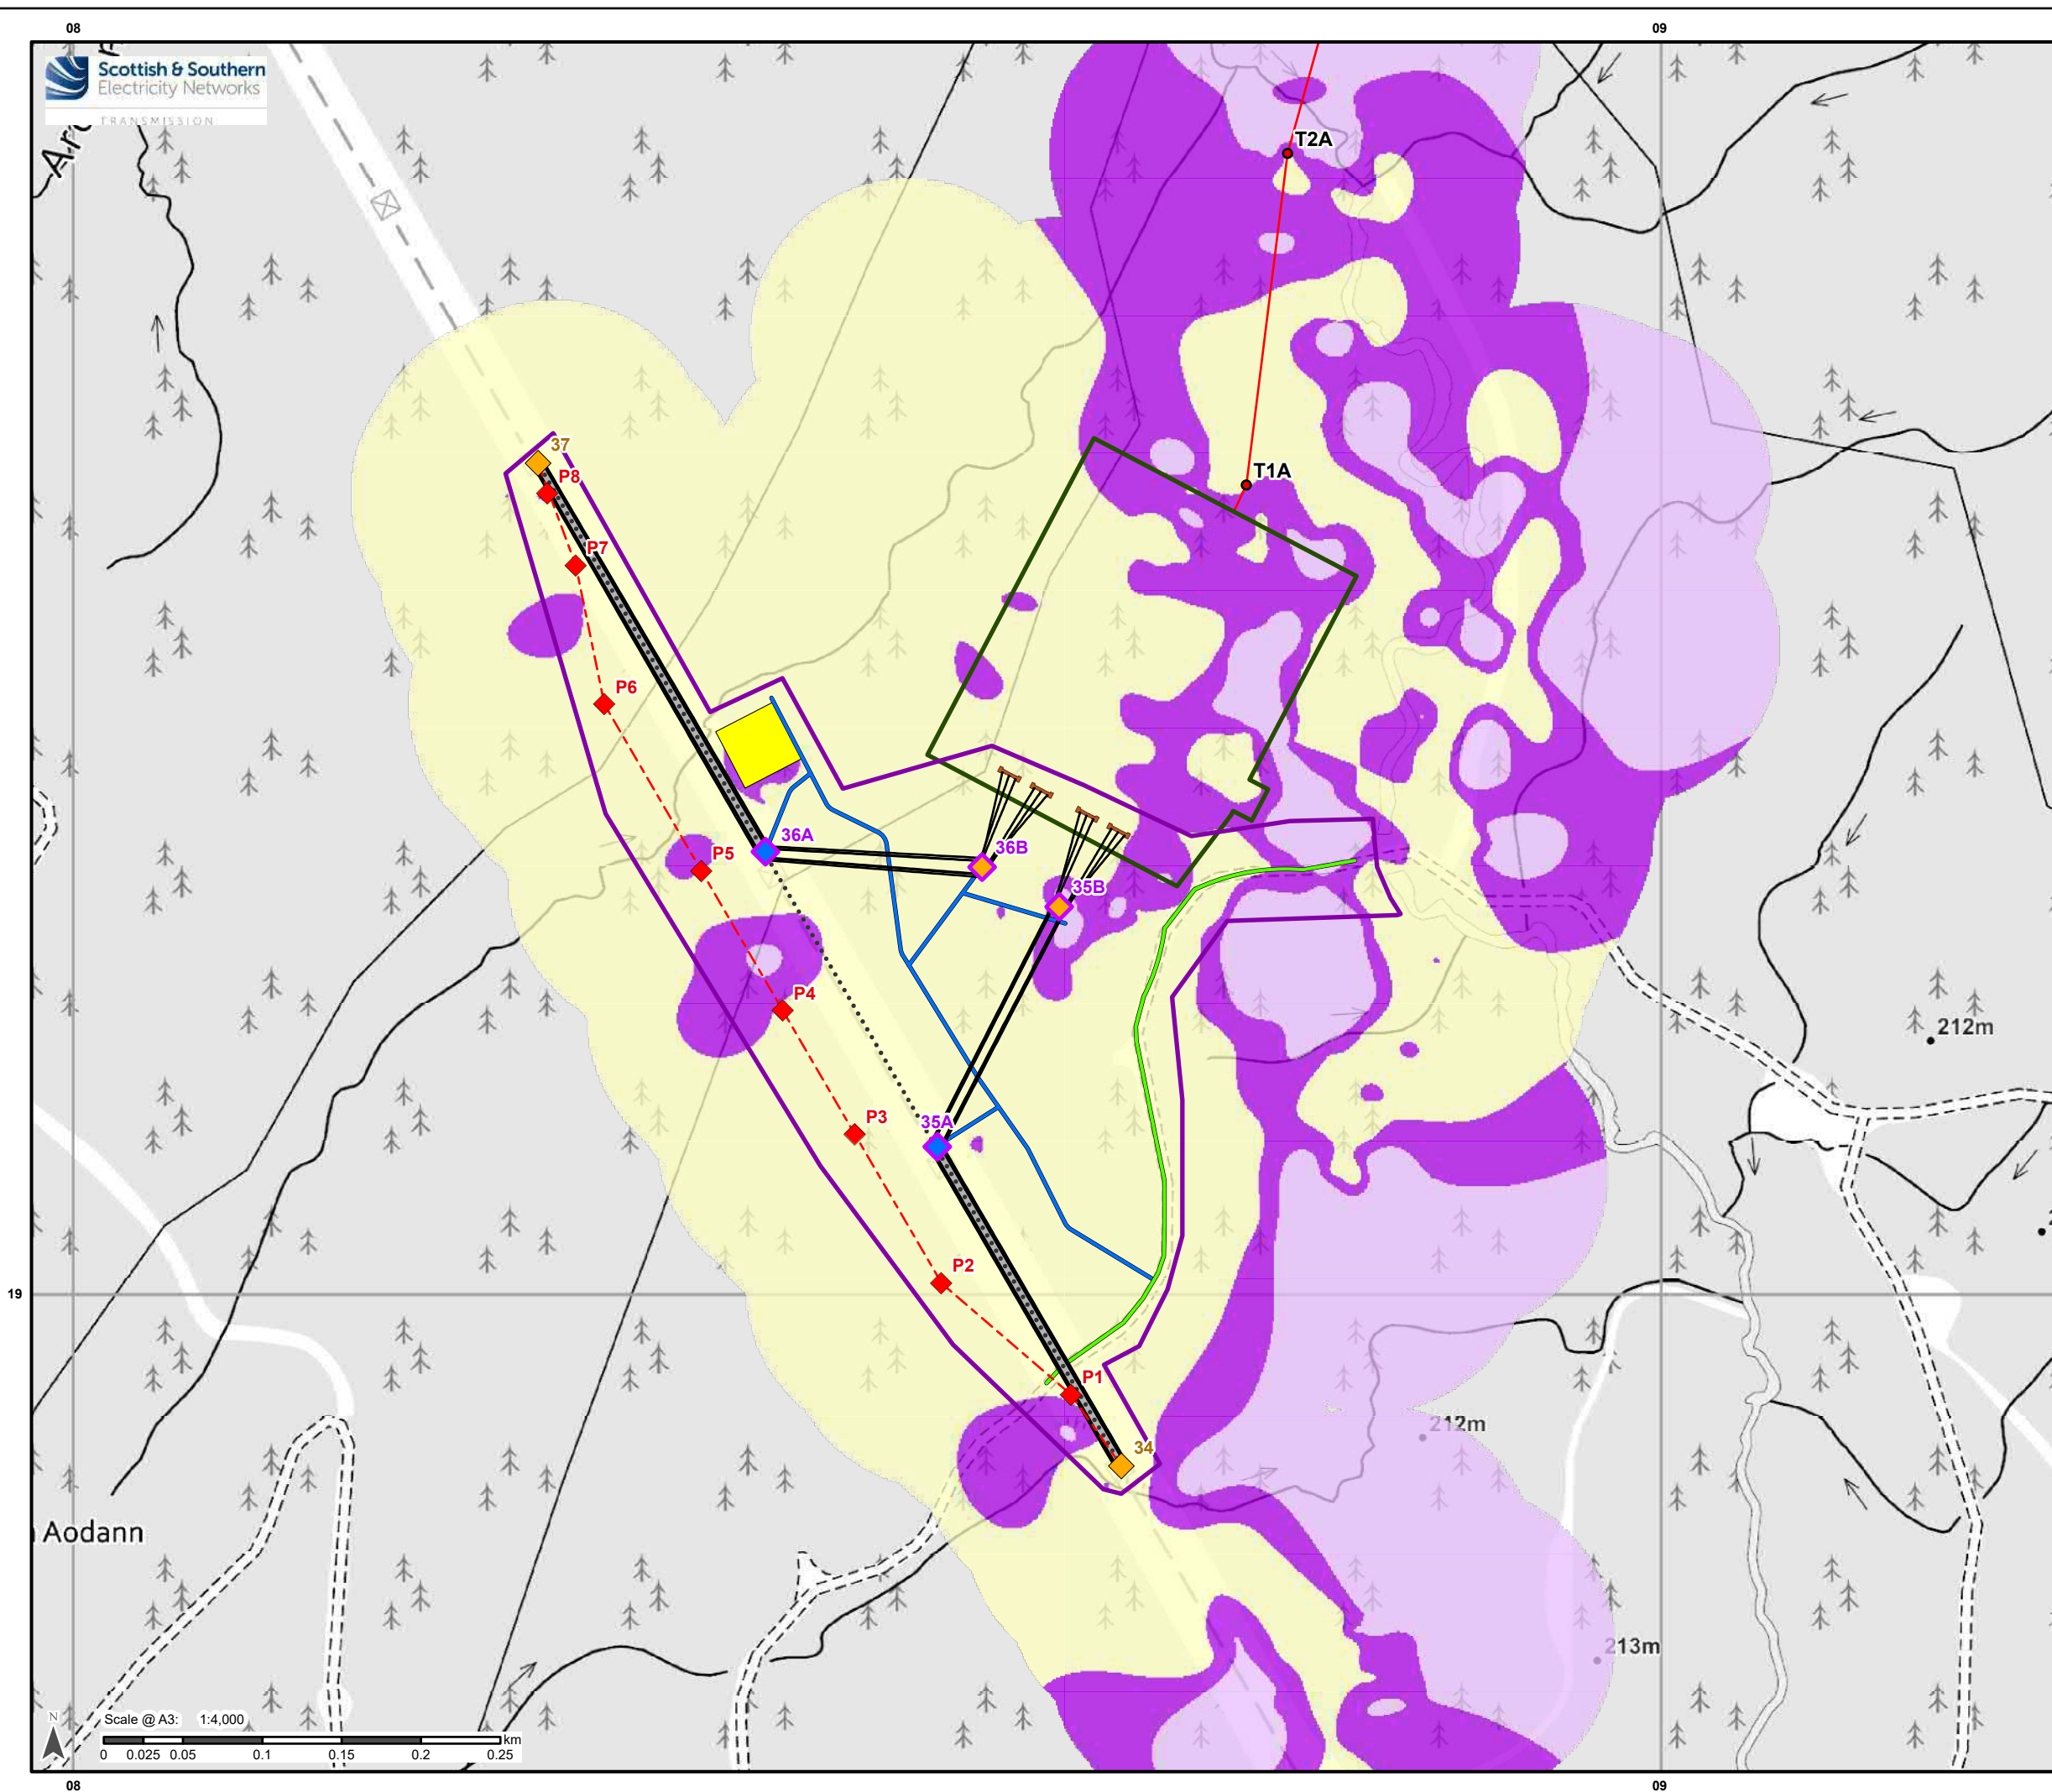 08
09
Scottish & Southern
Electricity Networks
TRANSMISSION
T2A
T1A
37
P8
P7
P6
36A
36B
P5
35B
P4
212m
P3
35A
P2
19
P1
212m
34
Aodann
213m
N
Scale @ A3: 1:4,000
km
0 0.025 0.05 0.1 0.15 0.2 0.25
08
09